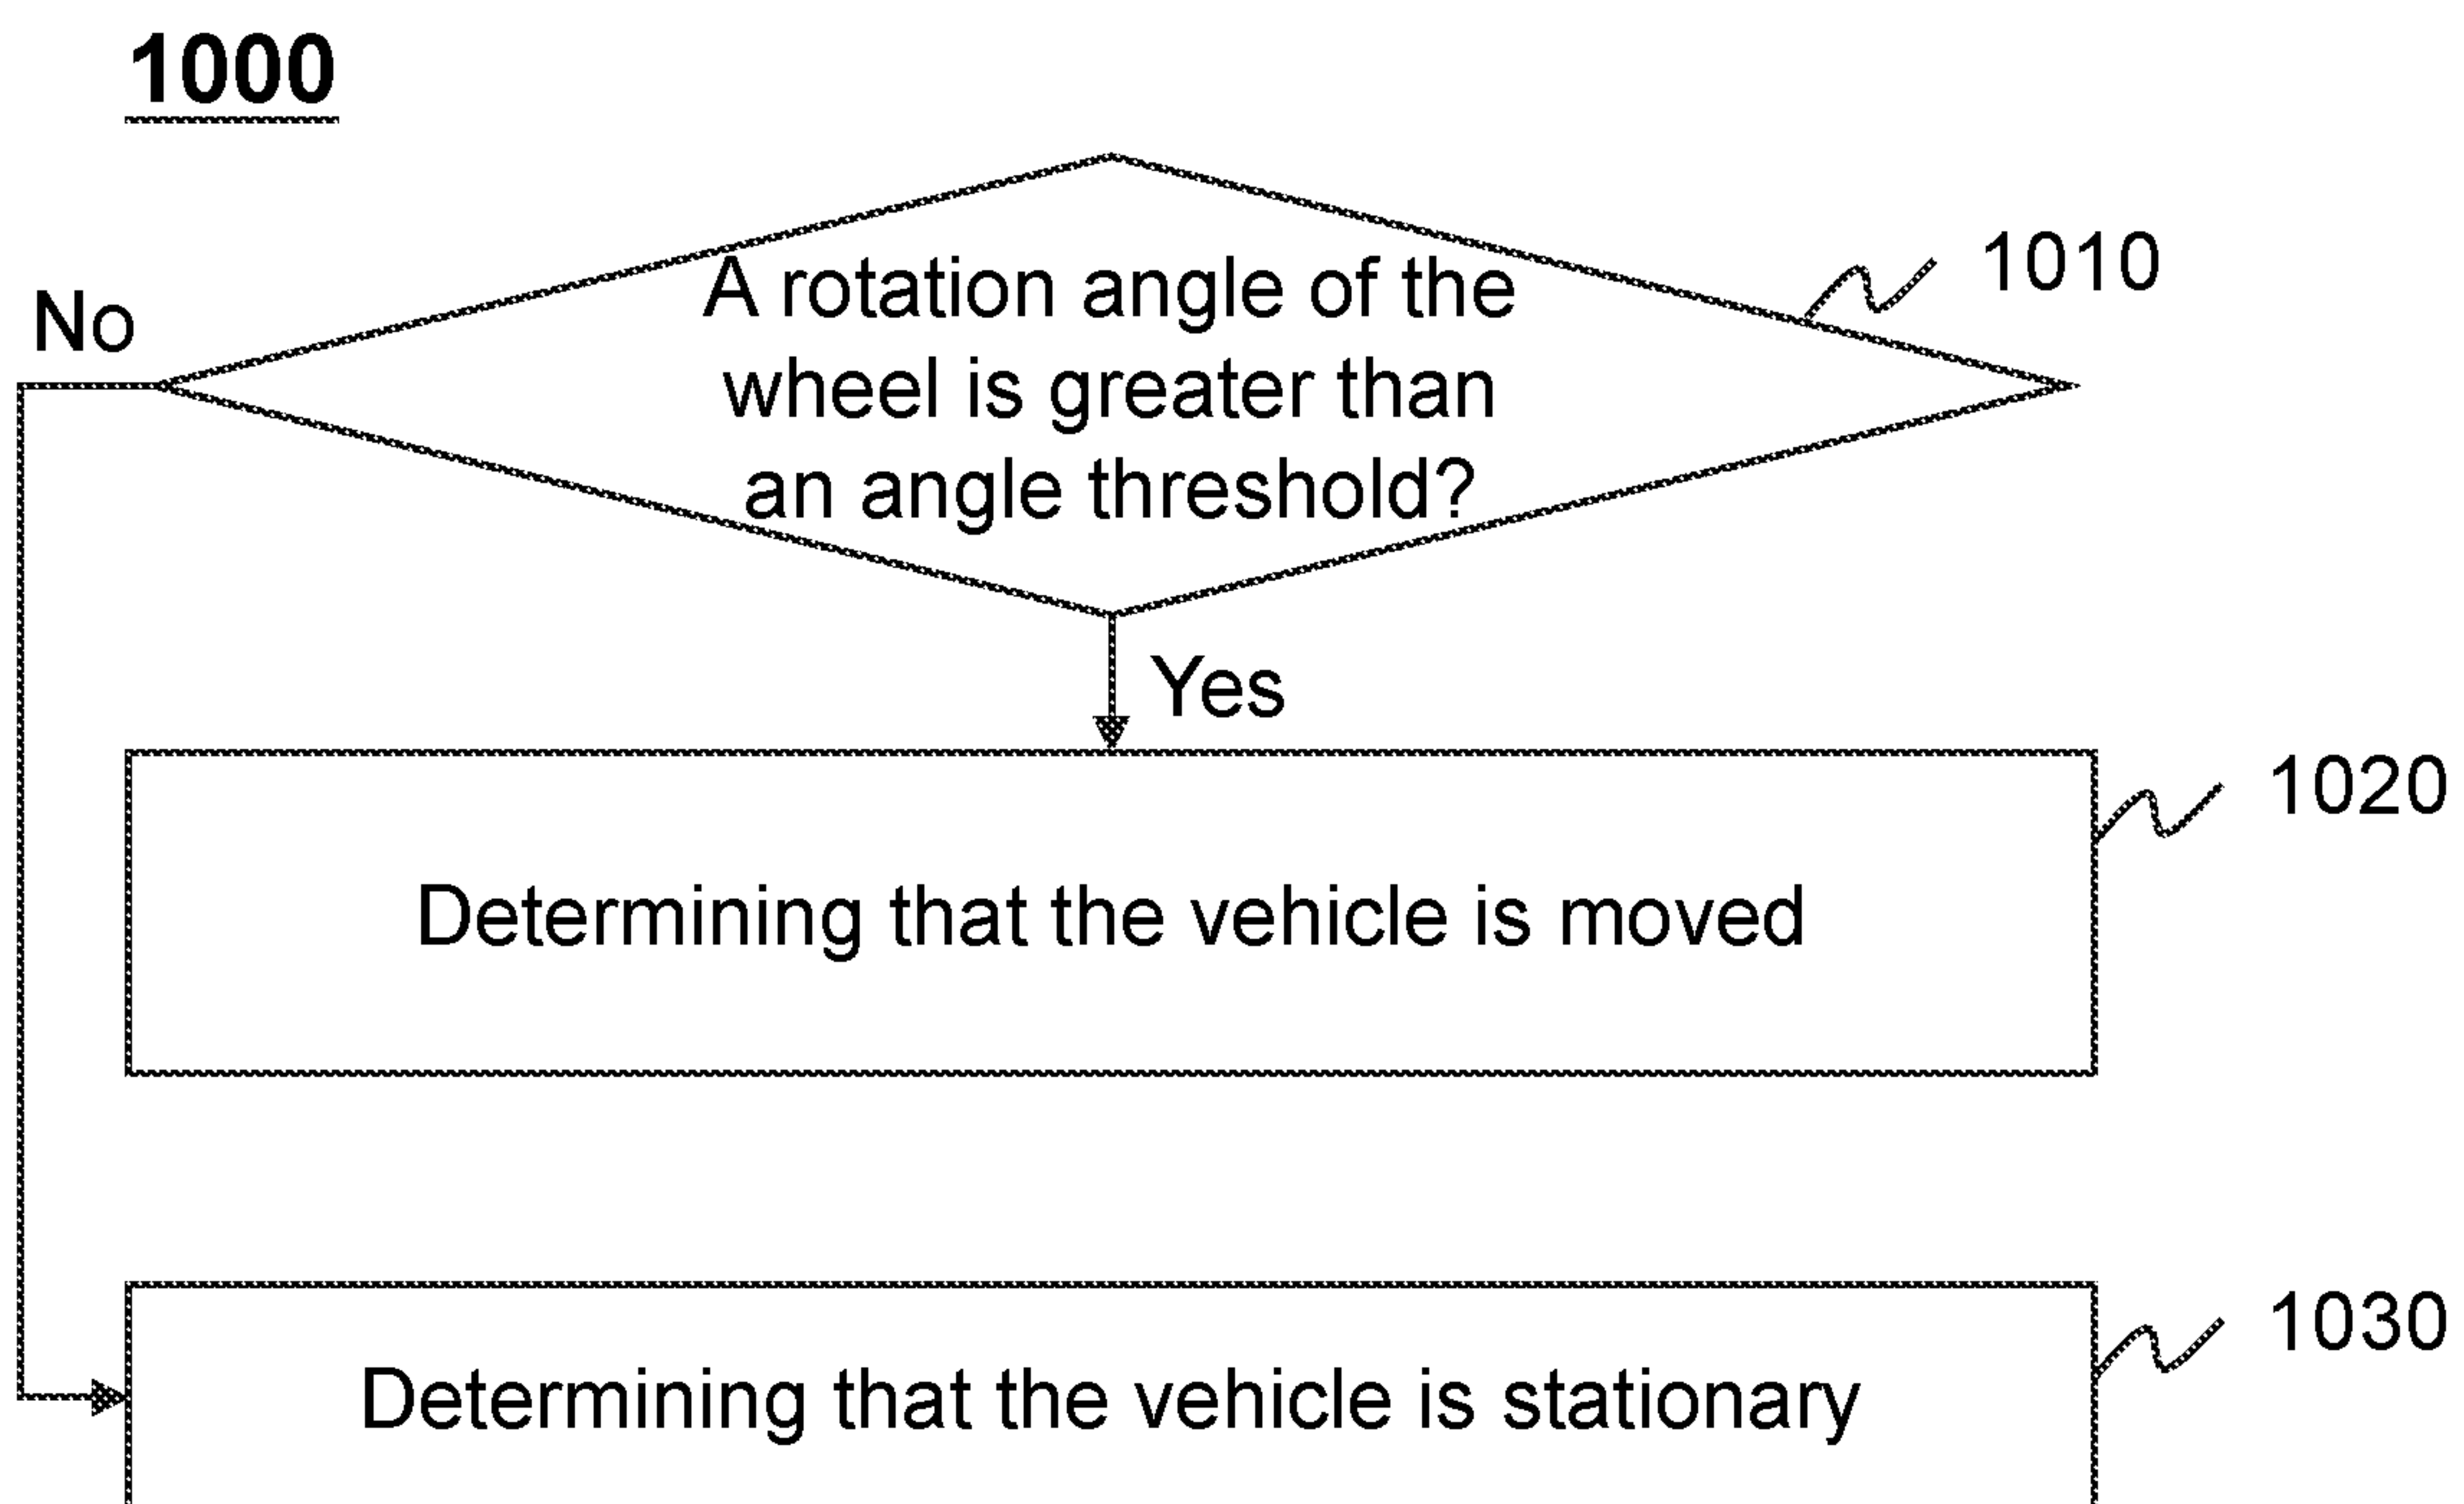 1000
No
A rotation angle of the
wheel is greater than
an angle threshold?
1010
Yes
1020
Determining that the vehicle is moved
1030
Determining that the vehicle is stationary